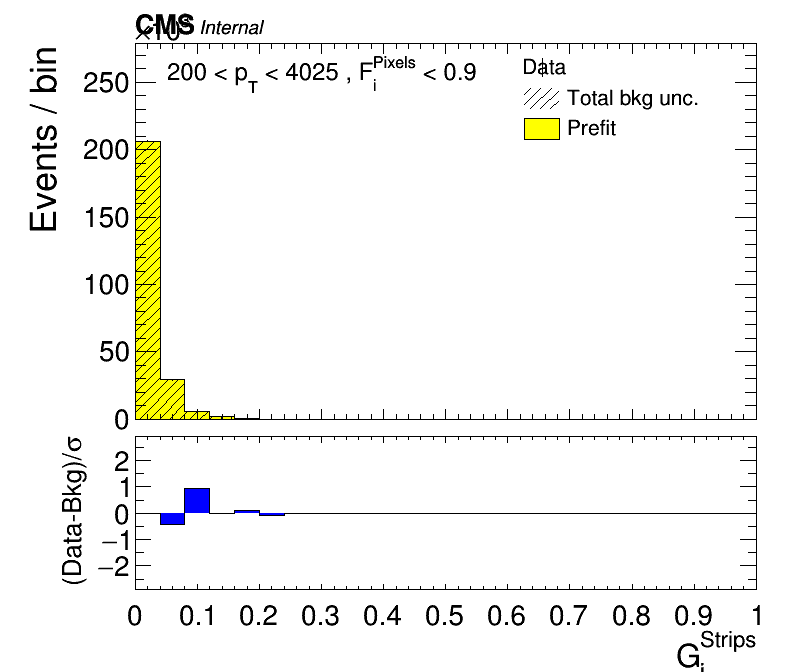 CMS Internal
×10³
200 < p_T < 4025 , F_i^Pixels < 0.9
Data
Total bkg unc.
Prefit
Events / bin
250
200
150
100
50
0
(Data-Bkg)/σ
2
1
0
−1
−2
0 0.1 0.2 0.3 0.4 0.5 0.6 0.7 0.8 0.9 1
G_i^Strips